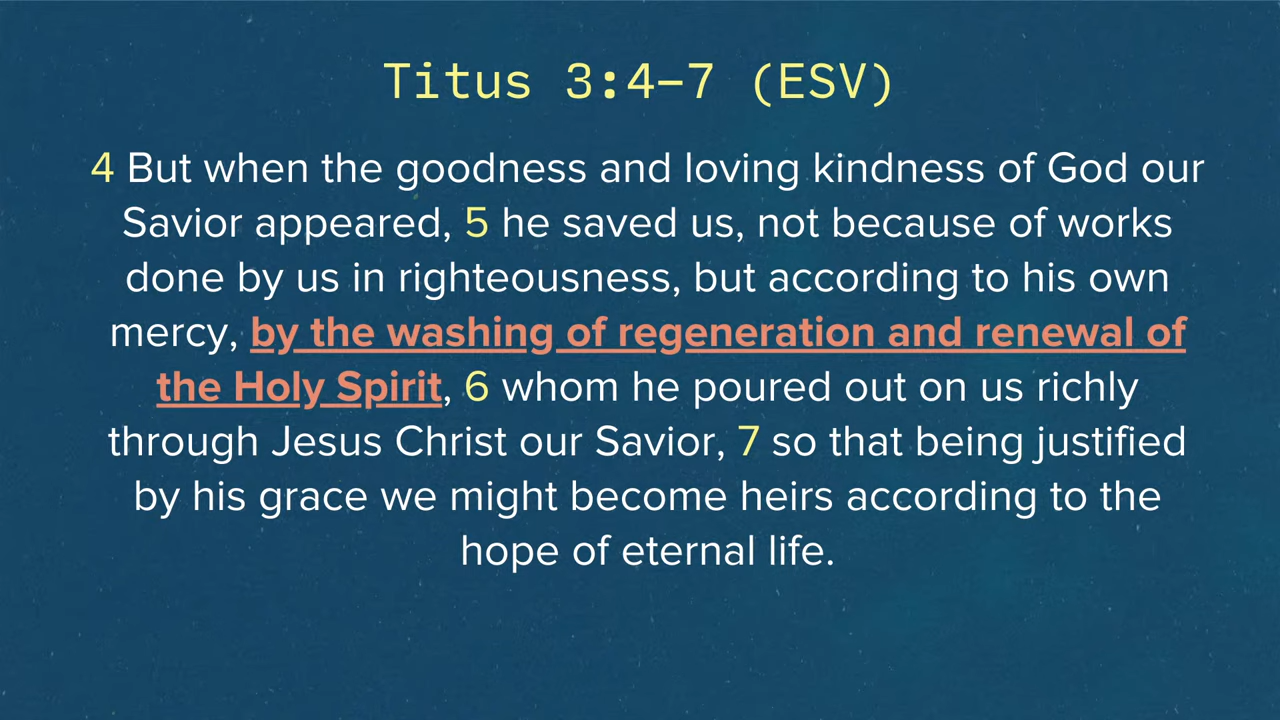 Titus 3:4–7 (ESV)
4 But when the goodness and loving kindness of God our
Savior appeared, 5 he saved us, not because of works
done by us in righteousness, but according to his own
mercy, by the washing of regeneration and renewal of
the Holy Spirit, 6 whom he poured out on us richly
through Jesus Christ our Savior, 7 so that being justified
by his grace we might become heirs according to the
hope of eternal life.